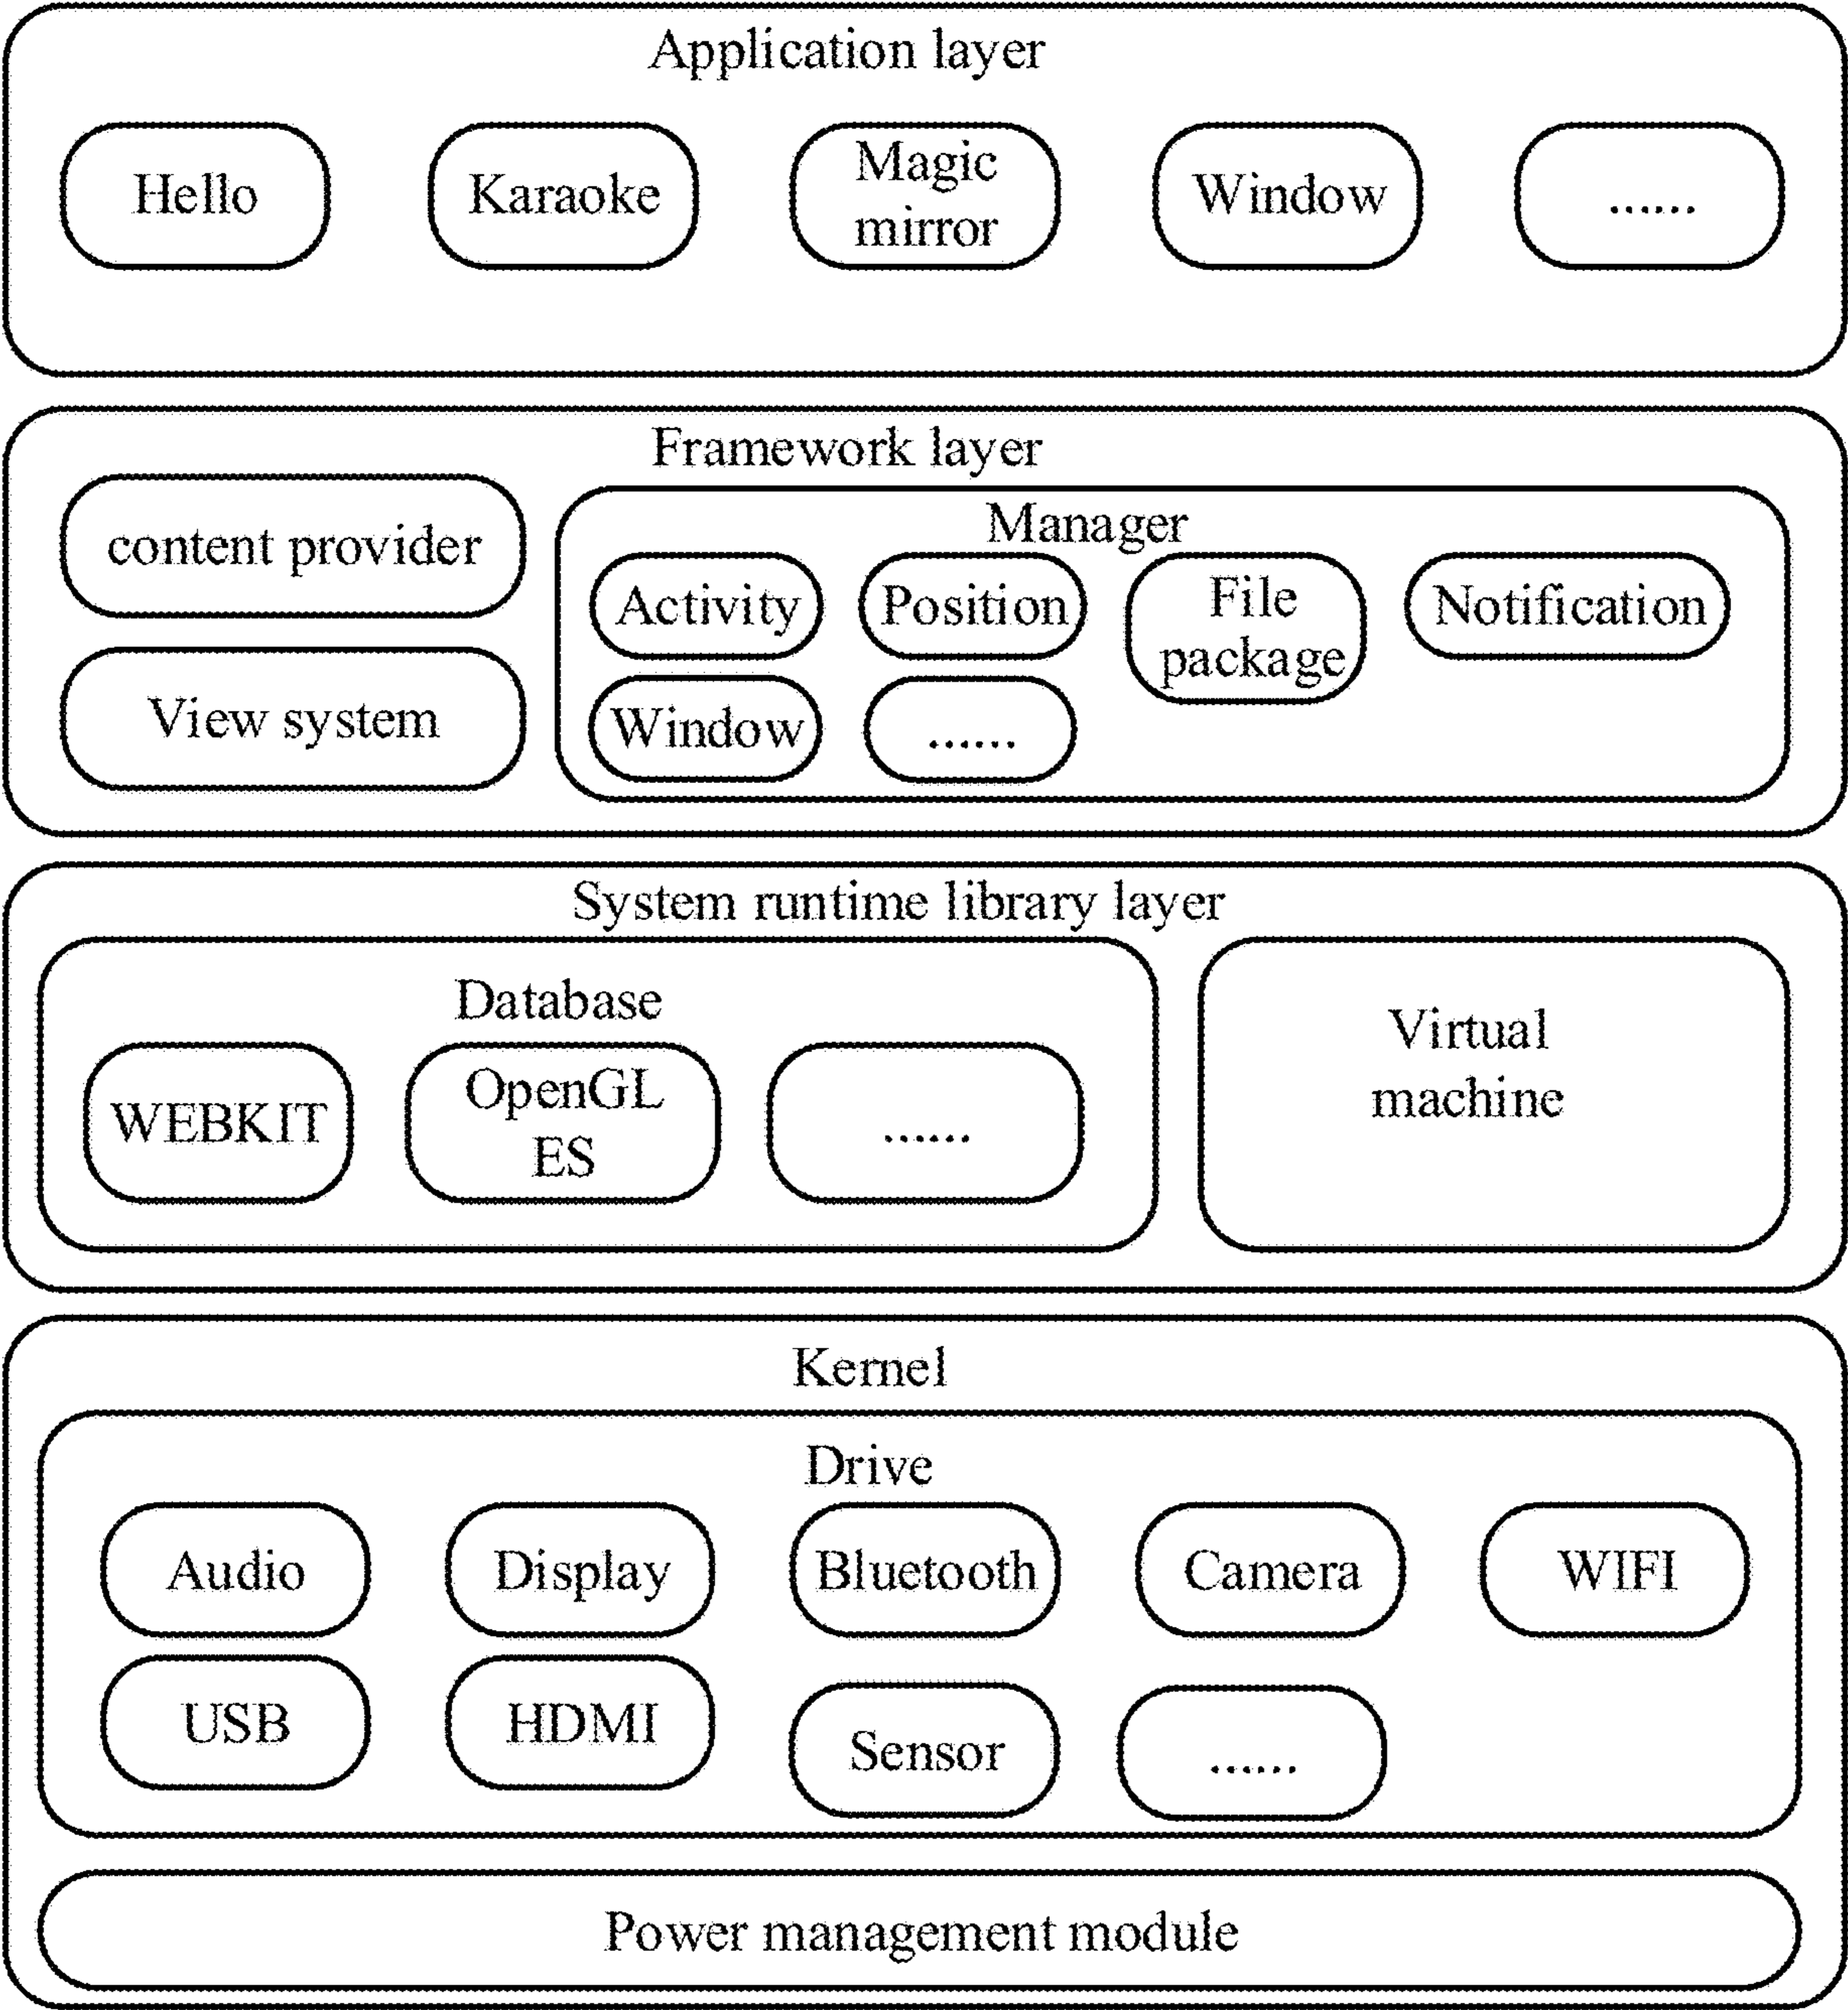 Application layer
Hello
Karaoke
Magic
mirror
Window
......
Framework layer
content provider
View system
Manager
Activity
Position
File
package
Notification
Window
......
System runtime library layer
Database
WEBKIT
OpenGL
ES
......
Virtual
machine
Kernel
Drive
Audio
Display
Bluetooth
Camera
WIFI
USB
HDMI
Sensor
......
Power management module